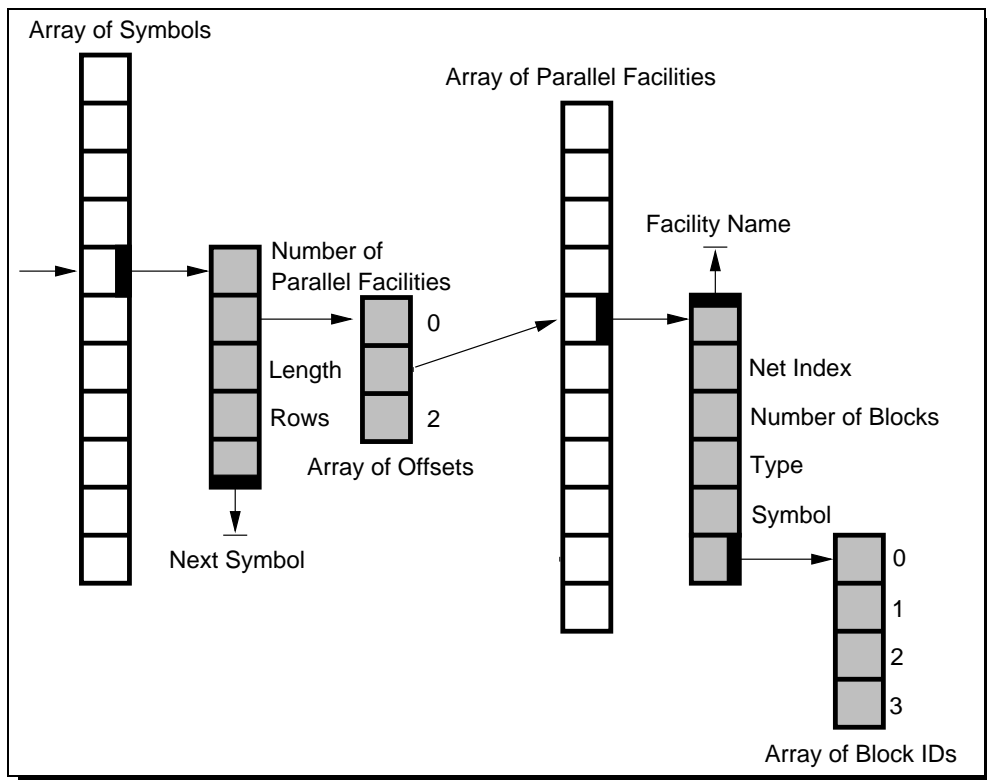 Array of Symbols
Array of Parallel Facilities
Facility Name
Number of
Parallel Facilities
0
Length
Net Index
Rows
2
Number of Blocks
Array of Offsets
Type
Symbol
Next Symbol
0
1
2
3
Array of Block IDs